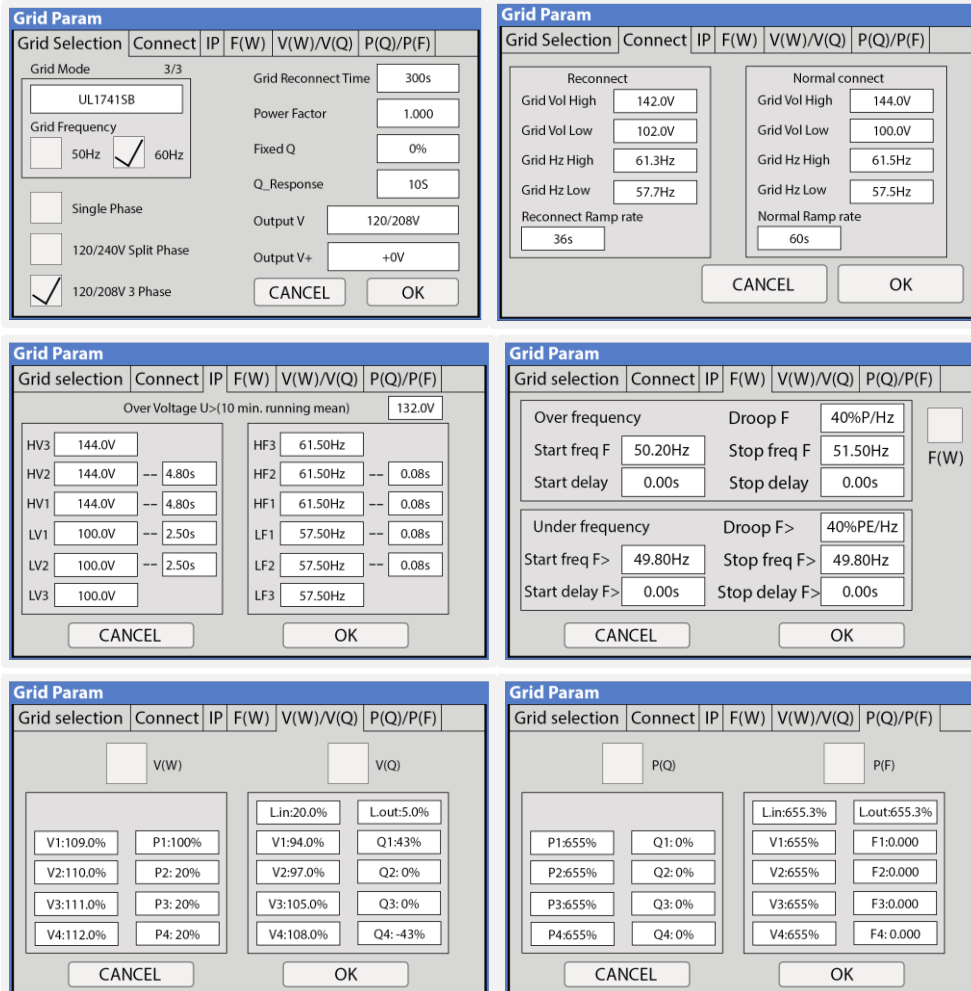 Grid Param
Grid Selection Connect IP F(W) V(W)/V(Q) P(Q)/P(F)
Grid Mode 3/3
UL1741SB
Grid Frequency
50Hz 60Hz
Single Phase
120/240V Split Phase
120/208V 3 Phase
Grid Reconnect Time 300s
Power Factor 1.000
Fixed Q 0%
Q_Response 10S
Output V 120/208V
Output V+ +0V
CANCEL OK
Grid Param
Grid Selection Connect IP F(W) V(W)/V(Q) P(Q)/P(F)
Reconnect
Grid Vol High 142.0V
Grid Vol Low 102.0V
Grid Hz High 61.3Hz
Grid Hz Low 57.7Hz
Reconnect Ramp rate
36s
Normal connect
Grid Vol High 144.0V
Grid Vol Low 100.0V
Grid Hz High 61.5Hz
Grid Hz Low 57.5Hz
Normal Ramp rate
60s
CANCEL OK
Grid Param
Grid selection Connect IP F(W) V(W)/V(Q) P(Q)/P(F)
Over Voltage U>(10 min. running mean) 132.0V
HV3 144.0V
HV2 144.0V -- 4.80s
HV1 144.0V -- 4.80s
LV1 100.0V -- 2.50s
LV2 100.0V -- 2.50s
LV3 100.0V
HF3 61.50Hz
HF2 61.50Hz -- 0.08s
HF1 61.50Hz -- 0.08s
LF1 57.50Hz -- 0.08s
LF2 57.50Hz -- 0.08s
LF3 57.50Hz
CANCEL OK
Grid Param
Grid selection Connect IP F(W) V(W)/V(Q) P(Q)/P(F)
Over frequency Droop F 40%P/Hz
Start freq F 50.20Hz Stop freq F 51.50Hz
Start delay 0.00s Stop delay 0.00s
F(W)
Under frequency Droop F> 40%PE/Hz
Start freq F> 49.80Hz Stop freq F> 49.80Hz
Start delay F> 0.00s Stop delay F> 0.00s
CANCEL OK
Grid Param
Grid selection Connect IP F(W) V(W)/V(Q) P(Q)/P(F)
V(W)
V1:109.0% P1:100%
V2:110.0% P2: 20%
V3:111.0% P3: 20%
V4:112.0% P4: 20%
V(Q)
L.in:20.0% L.out:5.0%
V1:94.0% Q1:43%
V2:97.0% Q2: 0%
V3:105.0% Q3: 0%
V4:108.0% Q4: -43%
CANCEL OK
Grid Param
Grid selection Connect IP F(W) V(W)/V(Q) P(Q)/P(F)
P(Q)
P1:655% Q1: 0%
P2:655% Q2: 0%
P3:655% Q3: 0%
P4:655% Q4: 0%
P(F)
L.in:655.3% L.out:655.3%
V1:655% F1:0.000
V2:655% F2:0.000
V3:655% F3:0.000
V4:655% F4: 0.000
CANCEL OK